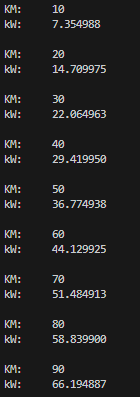 KM: 10
kW: 7.354988
KM: 20
kW: 14.709975
KM: 30
kW: 22.064963
KM: 40
kW: 29.419950
KM: 50
kW: 36.774938
KM: 60
kW: 44.129925
KM: 70
kW: 51.484913
KM: 80
kW: 58.839900
KM: 90
kW: 66.194887